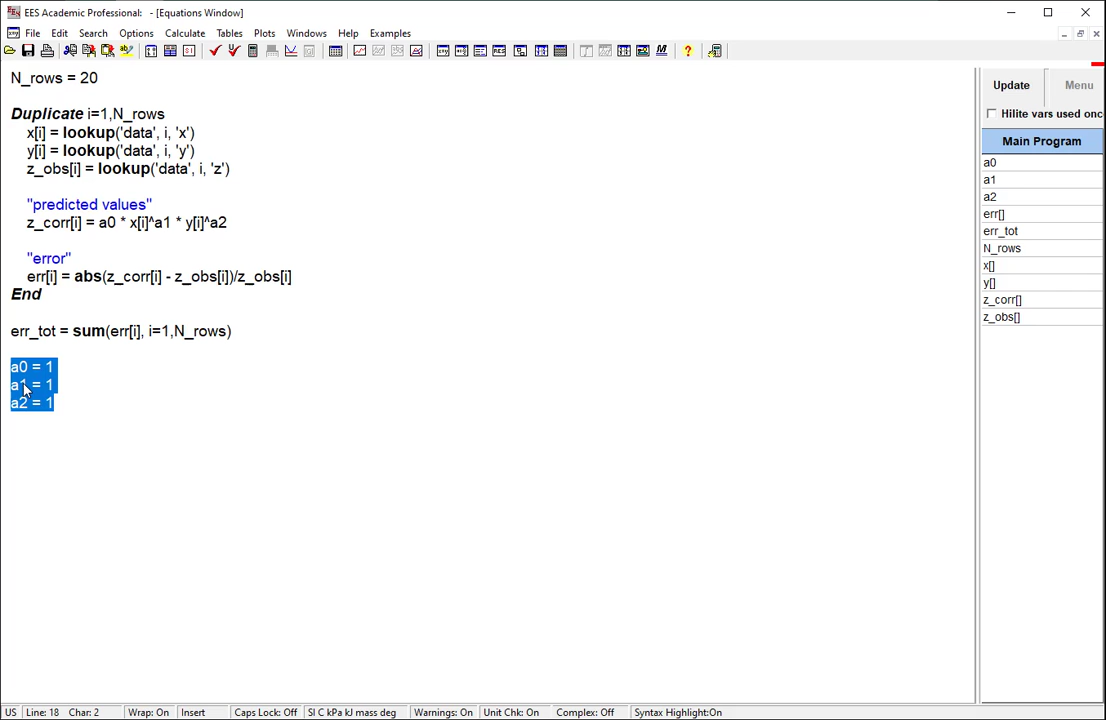 EES Academic Professional:   - [Equations Window]
File Edit Search Options Calculate Tables Plots Windows Help Examples
N_rows = 20
Duplicate i=1,N_rows
x[i] = lookup('data', i, 'x')
y[i] = lookup('data', i, 'y')
z_obs[i] = lookup('data', i, 'z')
"predicted values"
z_corr[i] = a0 * x[i]^a1 * y[i]^a2
"error"
err[i] = abs(z_corr[i] - z_obs[i])/z_obs[i]
End
err_tot = sum(err[i], i=1,N_rows)
a0 = 1
a1 = 1
a2 = 1
Update Menu
Hilite vars used onc
Main Program
a0
a1
a2
err[]
err_tot
N_rows
x[]
y[]
z_corr[]
z_obs[]
US Line: 18 Char: 2 Wrap: On Insert Caps Lock: Off SI C kPa kJ mass deg Warnings: On Unit Chk: On Complex: Off Syntax Highlight:On